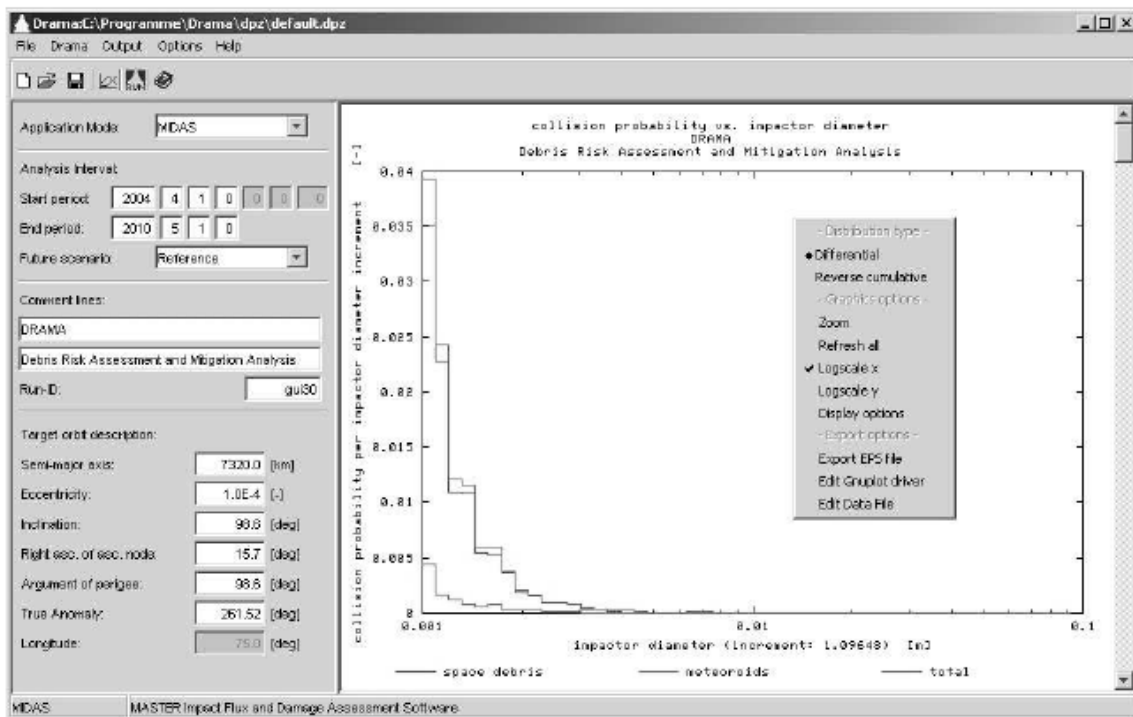 Drama:C:\Programme\Drama\dpz\default.dpz
File Drama Output Options Help
RUN
Application Mode: MIDAS
Analysis Interval:
Start period: 2004 4 1 0 0 0 0
End period: 2010 5 1 0
Future scenario: Reference
Comment lines:
DRAMA
Debris Risk Assessment and Mitigation Analysis
Run-ID: gui30
Target orbit description:
Semi-major axis: 7320.0 [km]
Eccentricity: 1.0E-4 [-]
Inclination: 98.6 [deg]
Right asc. of asc. node: 15.7 [deg]
Argument of perigee: 98.6 [deg]
True Anomaly: 261.52 [deg]
Longitude: 75.0 [deg]
collision probability vs. impactor diameter
DRAMA
Debris Risk Assessment and Mitigation Analysis
collision probability per impactor diameter increment [-]
0.04
0.035
0.03
0.025
0.02
0.015
0.01
0.005
0
0.001 0.01 0.1
impactor diameter (increment: 1.09648) [m]
space debris meteoroids total
- Distribution type -
Differential
Reverse cumulative
- Graphics options -
Zoom
Refresh all
Logscale x
Logscale y
Display options
- Export options -
Export EPS file
Edit Gnuplot driver
Edit Data File
MIDAS MASTER Impact Flux and Damage Assessment Software